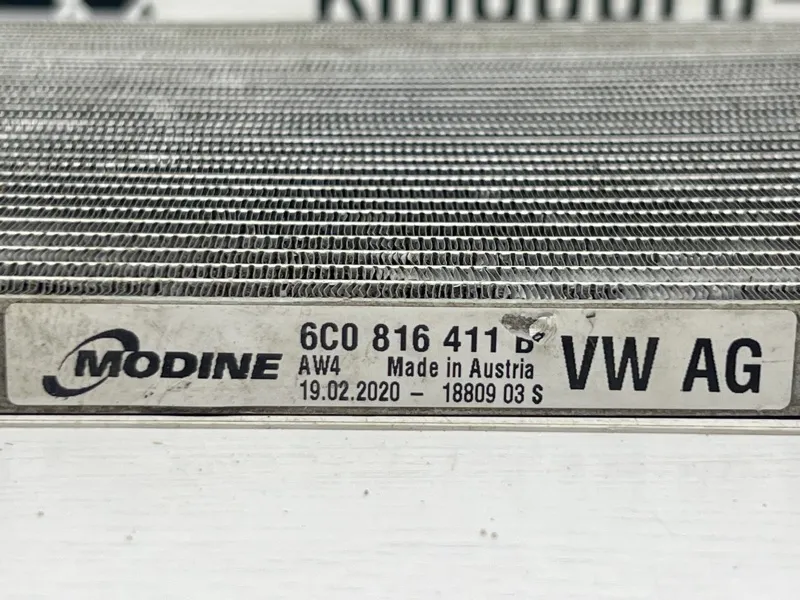 MODINE
6C0 816 411 B
AW4 Made in Austria
19.02.2020 - 18809 03 S
VW AG